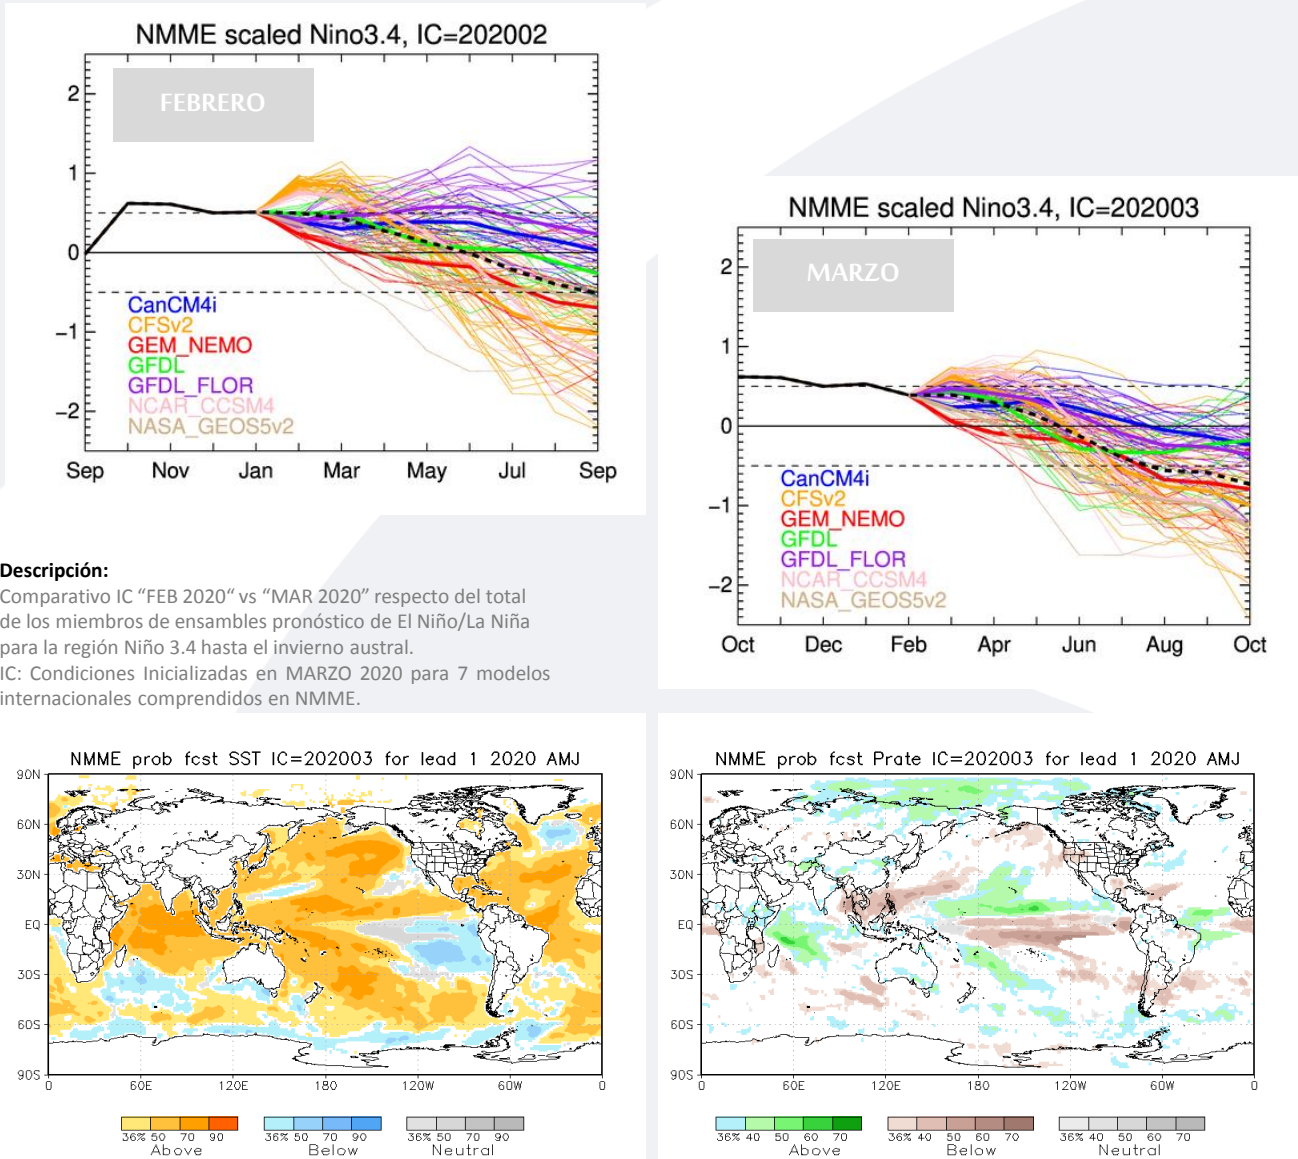 NMME scaled Nino3.4, IC=202002
FEBRERO
2
1
0
−1
−2
CanCM4i
CFSv2
GEM_NEMO
GFDL
GFDL_FLOR
NCAR_CCSM4
NASA_GEOS5v2
Sep Nov Jan Mar May Jul Sep
NMME scaled Nino3.4, IC=202003
MARZO
2
1
0
−1
−2
CanCM4i
CFSv2
GEM_NEMO
GFDL
GFDL_FLOR
NCAR_CCSM4
NASA_GEOS5v2
Oct Dec Feb Apr Jun Aug Oct
Descripción:
Comparativo IC “FEB 2020“ vs “MAR 2020” respecto del total
de los miembros de ensambles pronóstico de El Niño/La Niña
para la región Niño 3.4 hasta el invierno austral.
IC: Condiciones Inicializadas en MARZO 2020 para 7 modelos
internacionales comprendidos en NMME.
NMME prob fcst SST IC=202003 for lead 1 2020 AMJ
90N
60N
30N
EQ
30S
60S
90S
0 60E 120E 180 120W 60W 0
36% 50 70 90 36% 50 70 90 36% 50 70 90
Above Below Neutral
NMME prob fcst Prate IC=202003 for lead 1 2020 AMJ
90N
60N
30N
EQ
30S
60S
90S
0 60E 120E 180 120W 60W 0
36% 40 50 60 70 36% 40 50 60 70 36% 40 50 60 70
Above Below Neutral